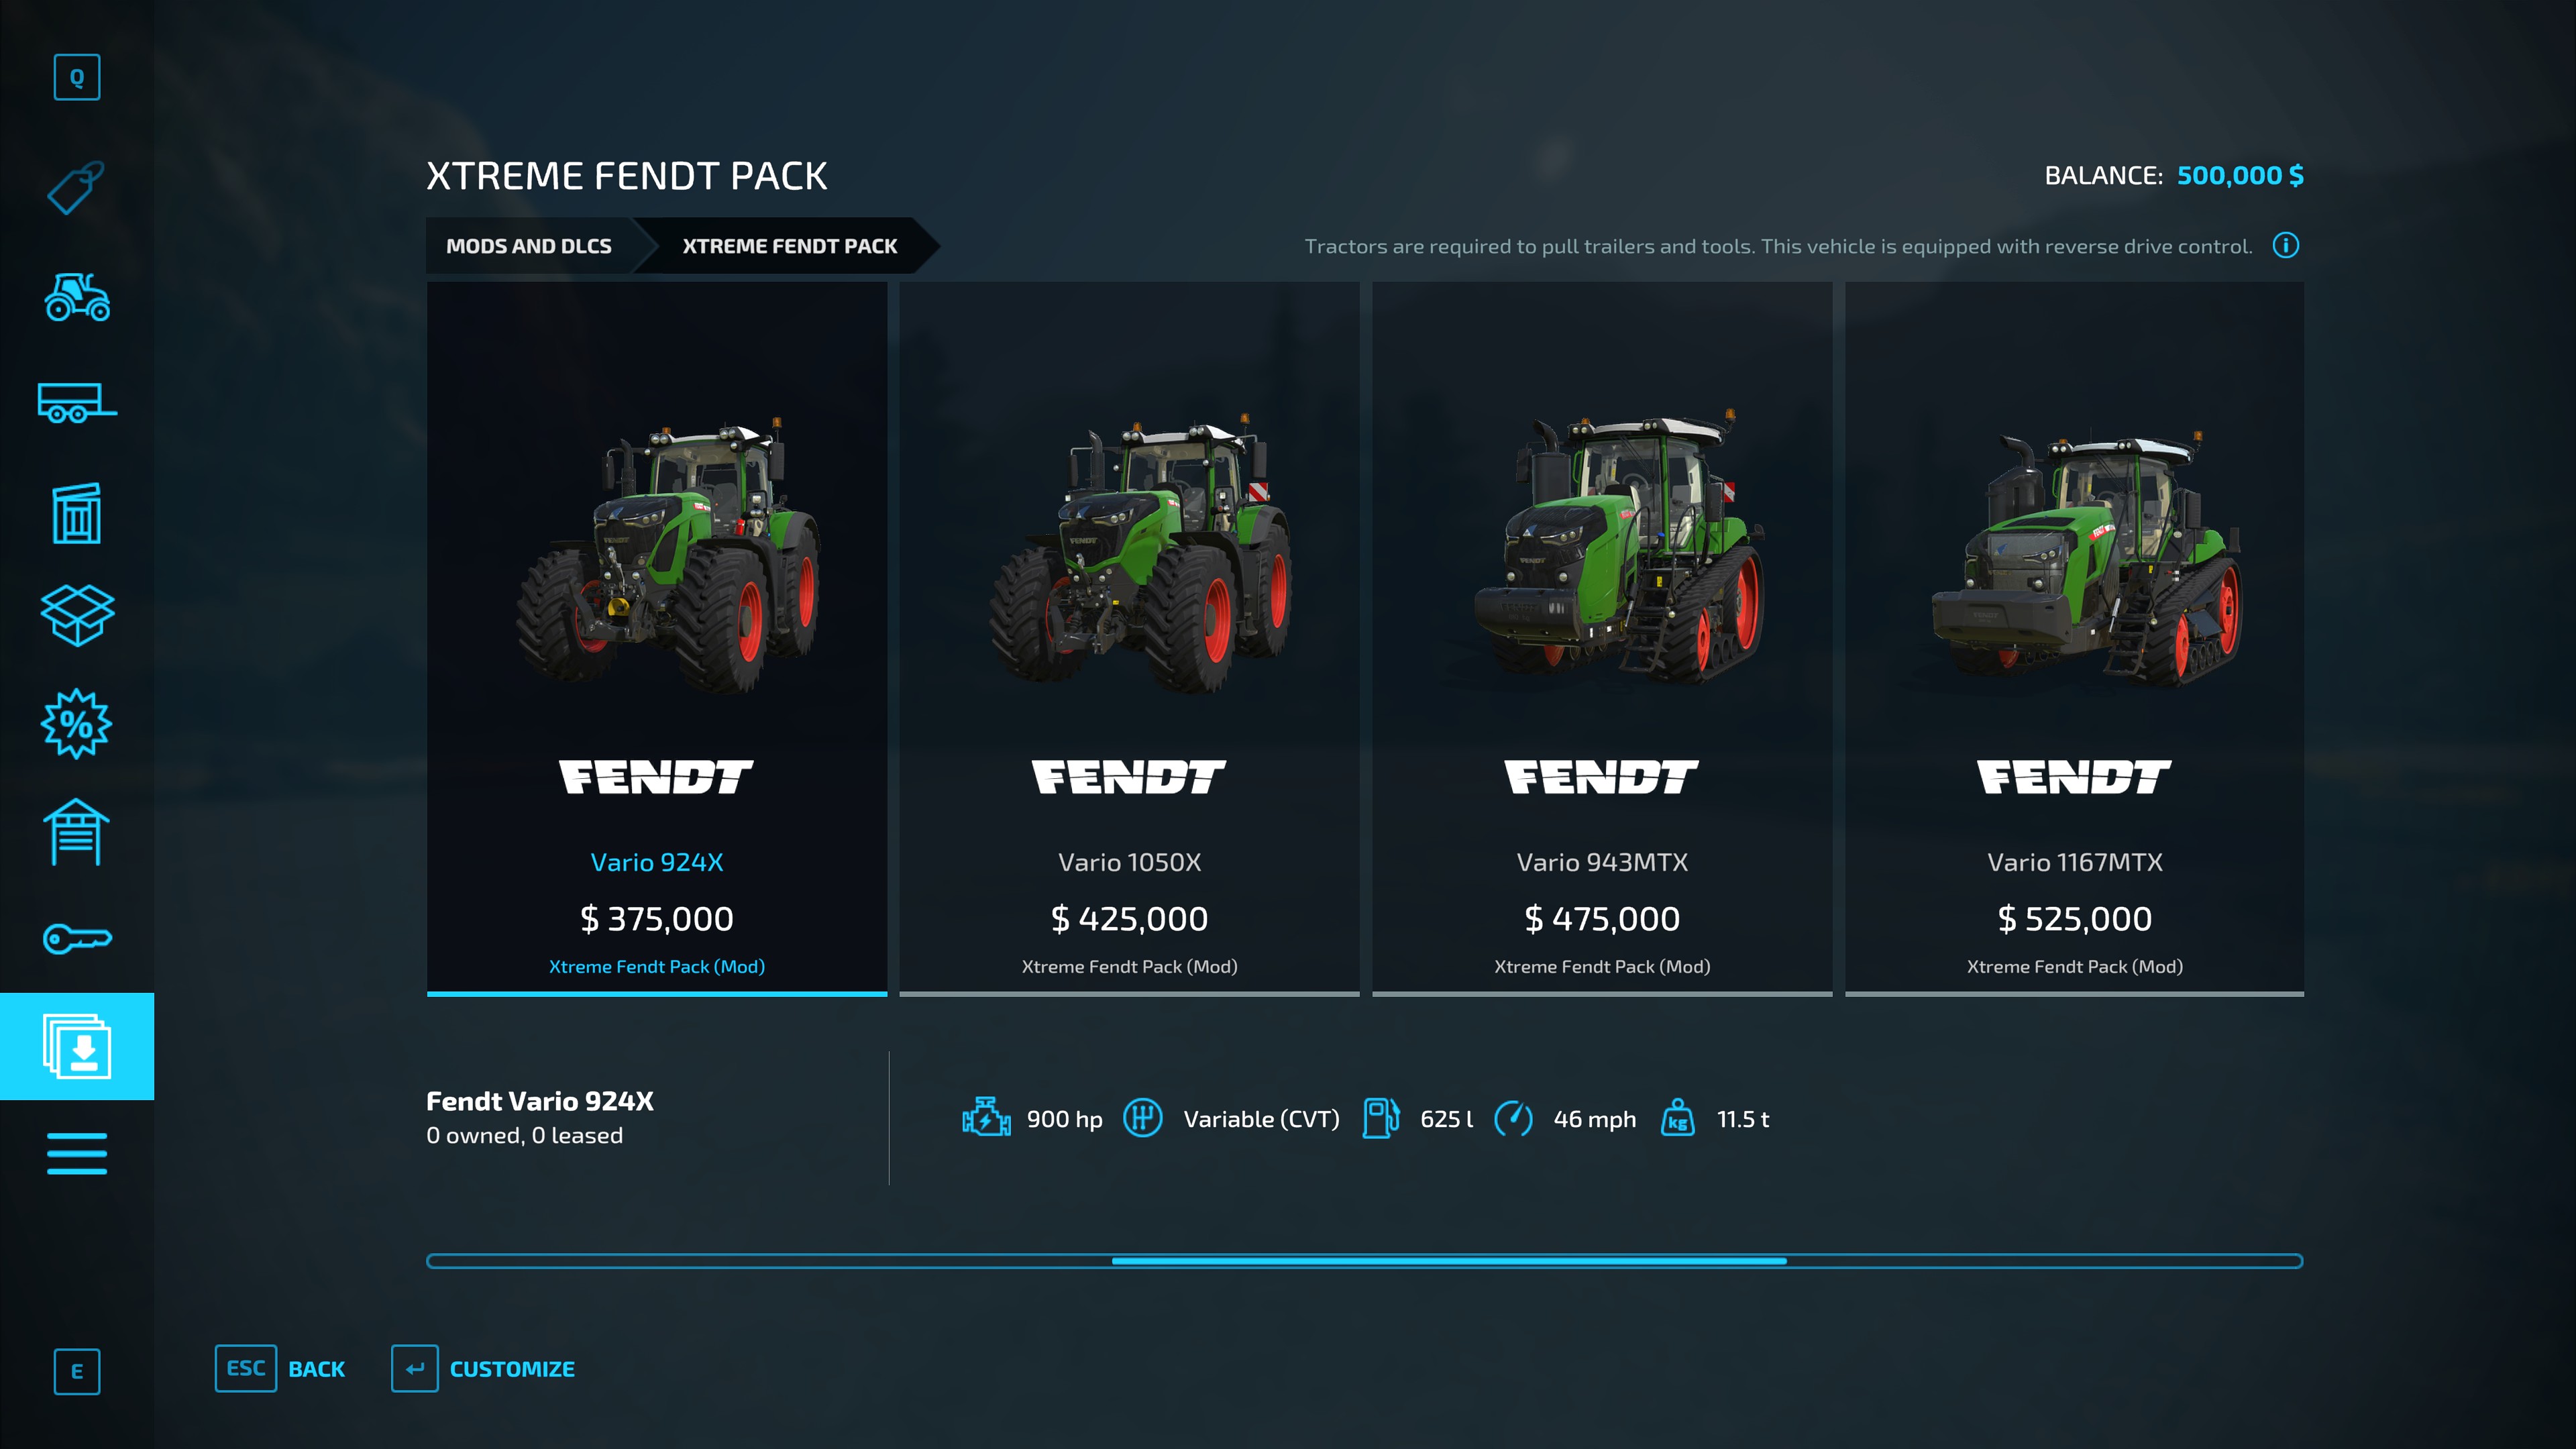 Q
XTREME FENDT PACK
BALANCE: 500,000 $
MODS AND DLCS
XTREME FENDT PACK
Tractors are required to pull trailers and tools. This vehicle is equipped with reverse drive control.
FENDT
Vario 924X
$ 375,000
Xtreme Fendt Pack (Mod)
FENDT
Vario 1050X
$ 425,000
Xtreme Fendt Pack (Mod)
FENDT
Vario 943MTX
$ 475,000
Xtreme Fendt Pack (Mod)
FENDT
Vario 1167MTX
$ 525,000
Xtreme Fendt Pack (Mod)
Fendt Vario 924X
0 owned, 0 leased
900 hp
Variable (CVT)
625 l
46 mph
kg
11.5 t
E
ESC BACK
CUSTOMIZE